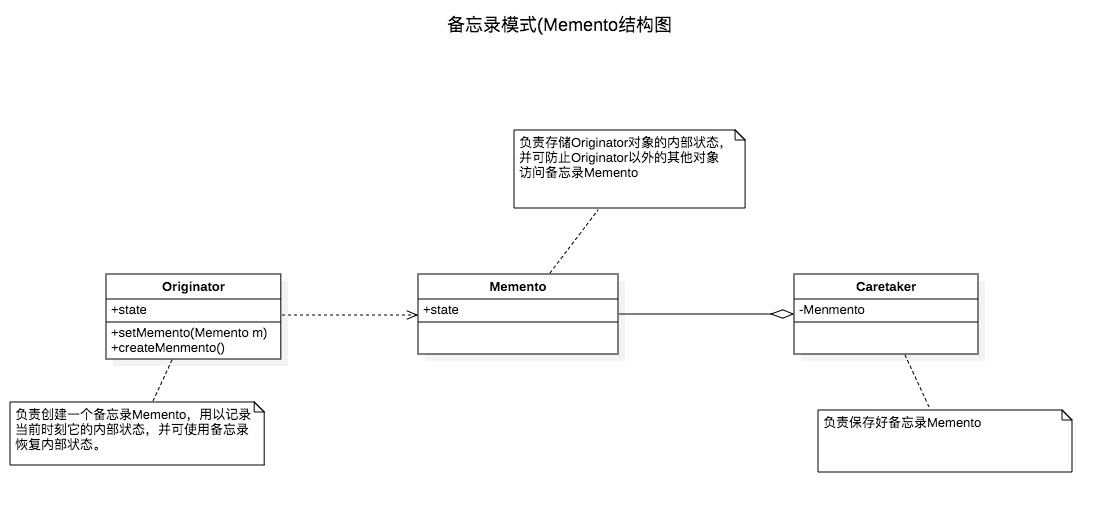 备忘录模式(Memento结构图
负责存储Originator对象的内部状态，
并可防止Originator以外的其他对象
访问备忘录Memento
Originator
+state
+setMemento(Memento m)
+createMenmento()
Memento
+state
Caretaker
-Menmento
负责创建一个备忘录Memento，用以记录
当前时刻它的内部状态，并可使用备忘录
恢复内部状态。
负责保存好备忘录Memento